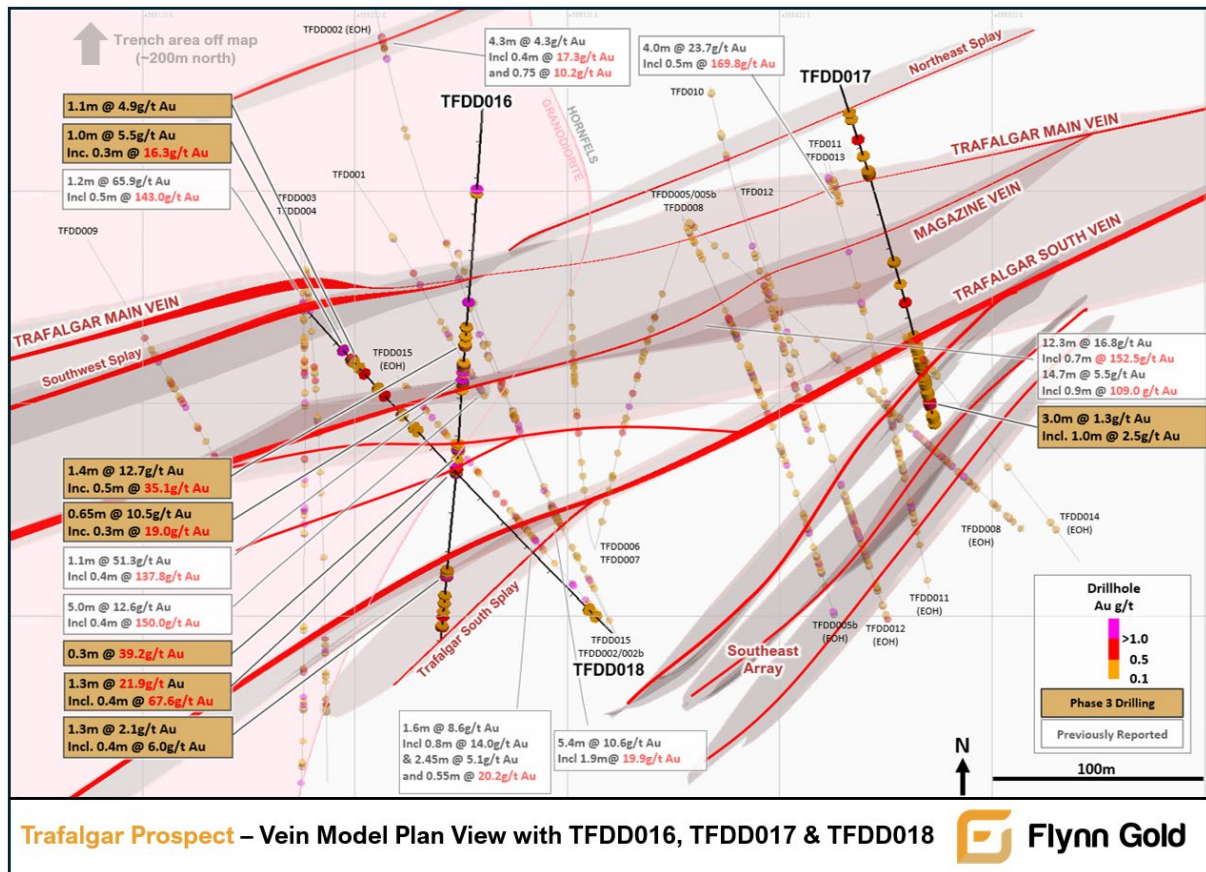 Trench area off map
(~200m north)
TFDD002 (EOH)
4.3m @ 4.3g/t Au
Incl 0.4m @ 17.3g/t Au
and 0.75 @ 10.2g/t Au
4.0m @ 23.7g/t Au
Incl 0.5m @ 169.8g/t Au
TFDD017
Northeast Splay
1.1m @ 4.9g/t Au
1.0m @ 5.5g/t Au
Inc. 0.3m @ 16.3g/t Au
1.2m @ 65.9g/t Au
Incl 0.5m @ 143.0g/t Au
TFDD016
HORNFELS
GRANODIORITE
TFD010
TFD011
TFDD013
TRAFALGAR MAIN VEIN
TFD001
TFD012
TFDD003
TFDD004
TFDD005/005b
TFDD008
MAGAZINE VEIN
TFDD009
TRAFALGAR SOUTH VEIN
TRAFALGAR MAIN VEIN
Southwest Splay
TFDD015
(EOH)
12.3m @ 16.8g/t Au
Incl 0.7m @ 152.5g/t Au
14.7m @ 5.5g/t Au
Incl 0.9m @ 109.0 g/t Au
3.0m @ 1.3g/t Au
Incl. 1.0m @ 2.5g/t Au
1.4m @ 12.7g/t Au
Inc. 0.5m @ 35.1g/t Au
0.65m @ 10.5g/t Au
Inc. 0.3m @ 19.0g/t Au
1.1m @ 51.3g/t Au
Incl 0.4m @ 137.8g/t Au
5.0m @ 12.6g/t Au
Incl 0.4m @ 150.0g/t Au
0.3m @ 39.2g/t Au
1.3m @ 21.9g/t Au
Incl. 0.4m @ 67.6g/t Au
1.3m @ 2.1g/t Au
Incl. 0.4m @ 6.0g/t Au
TFDD006
TFDD007
TFDD008
(EOH)
TFDD014
(EOH)
TFDD011
(EOH)
TFDD005b
(EOH)
TFDD012
(EOH)
TFDD015
TFDD002/002b
TFDD018
Trafalgar South Splay
Southeast
Array
1.6m @ 8.6g/t Au
Incl 0.8m @ 14.0g/t Au
& 2.45m @ 5.1g/t Au
and 0.55m @ 20.2g/t Au
5.4m @ 10.6g/t Au
Incl 1.9m@ 19.9g/t Au
Drillhole
Au g/t
>1.0
0.5
0.1
Phase 3 Drilling
Previously Reported
N
100m
Trafalgar Prospect – Vein Model Plan View with TFDD016, TFDD017 & TFDD018
Flynn Gold